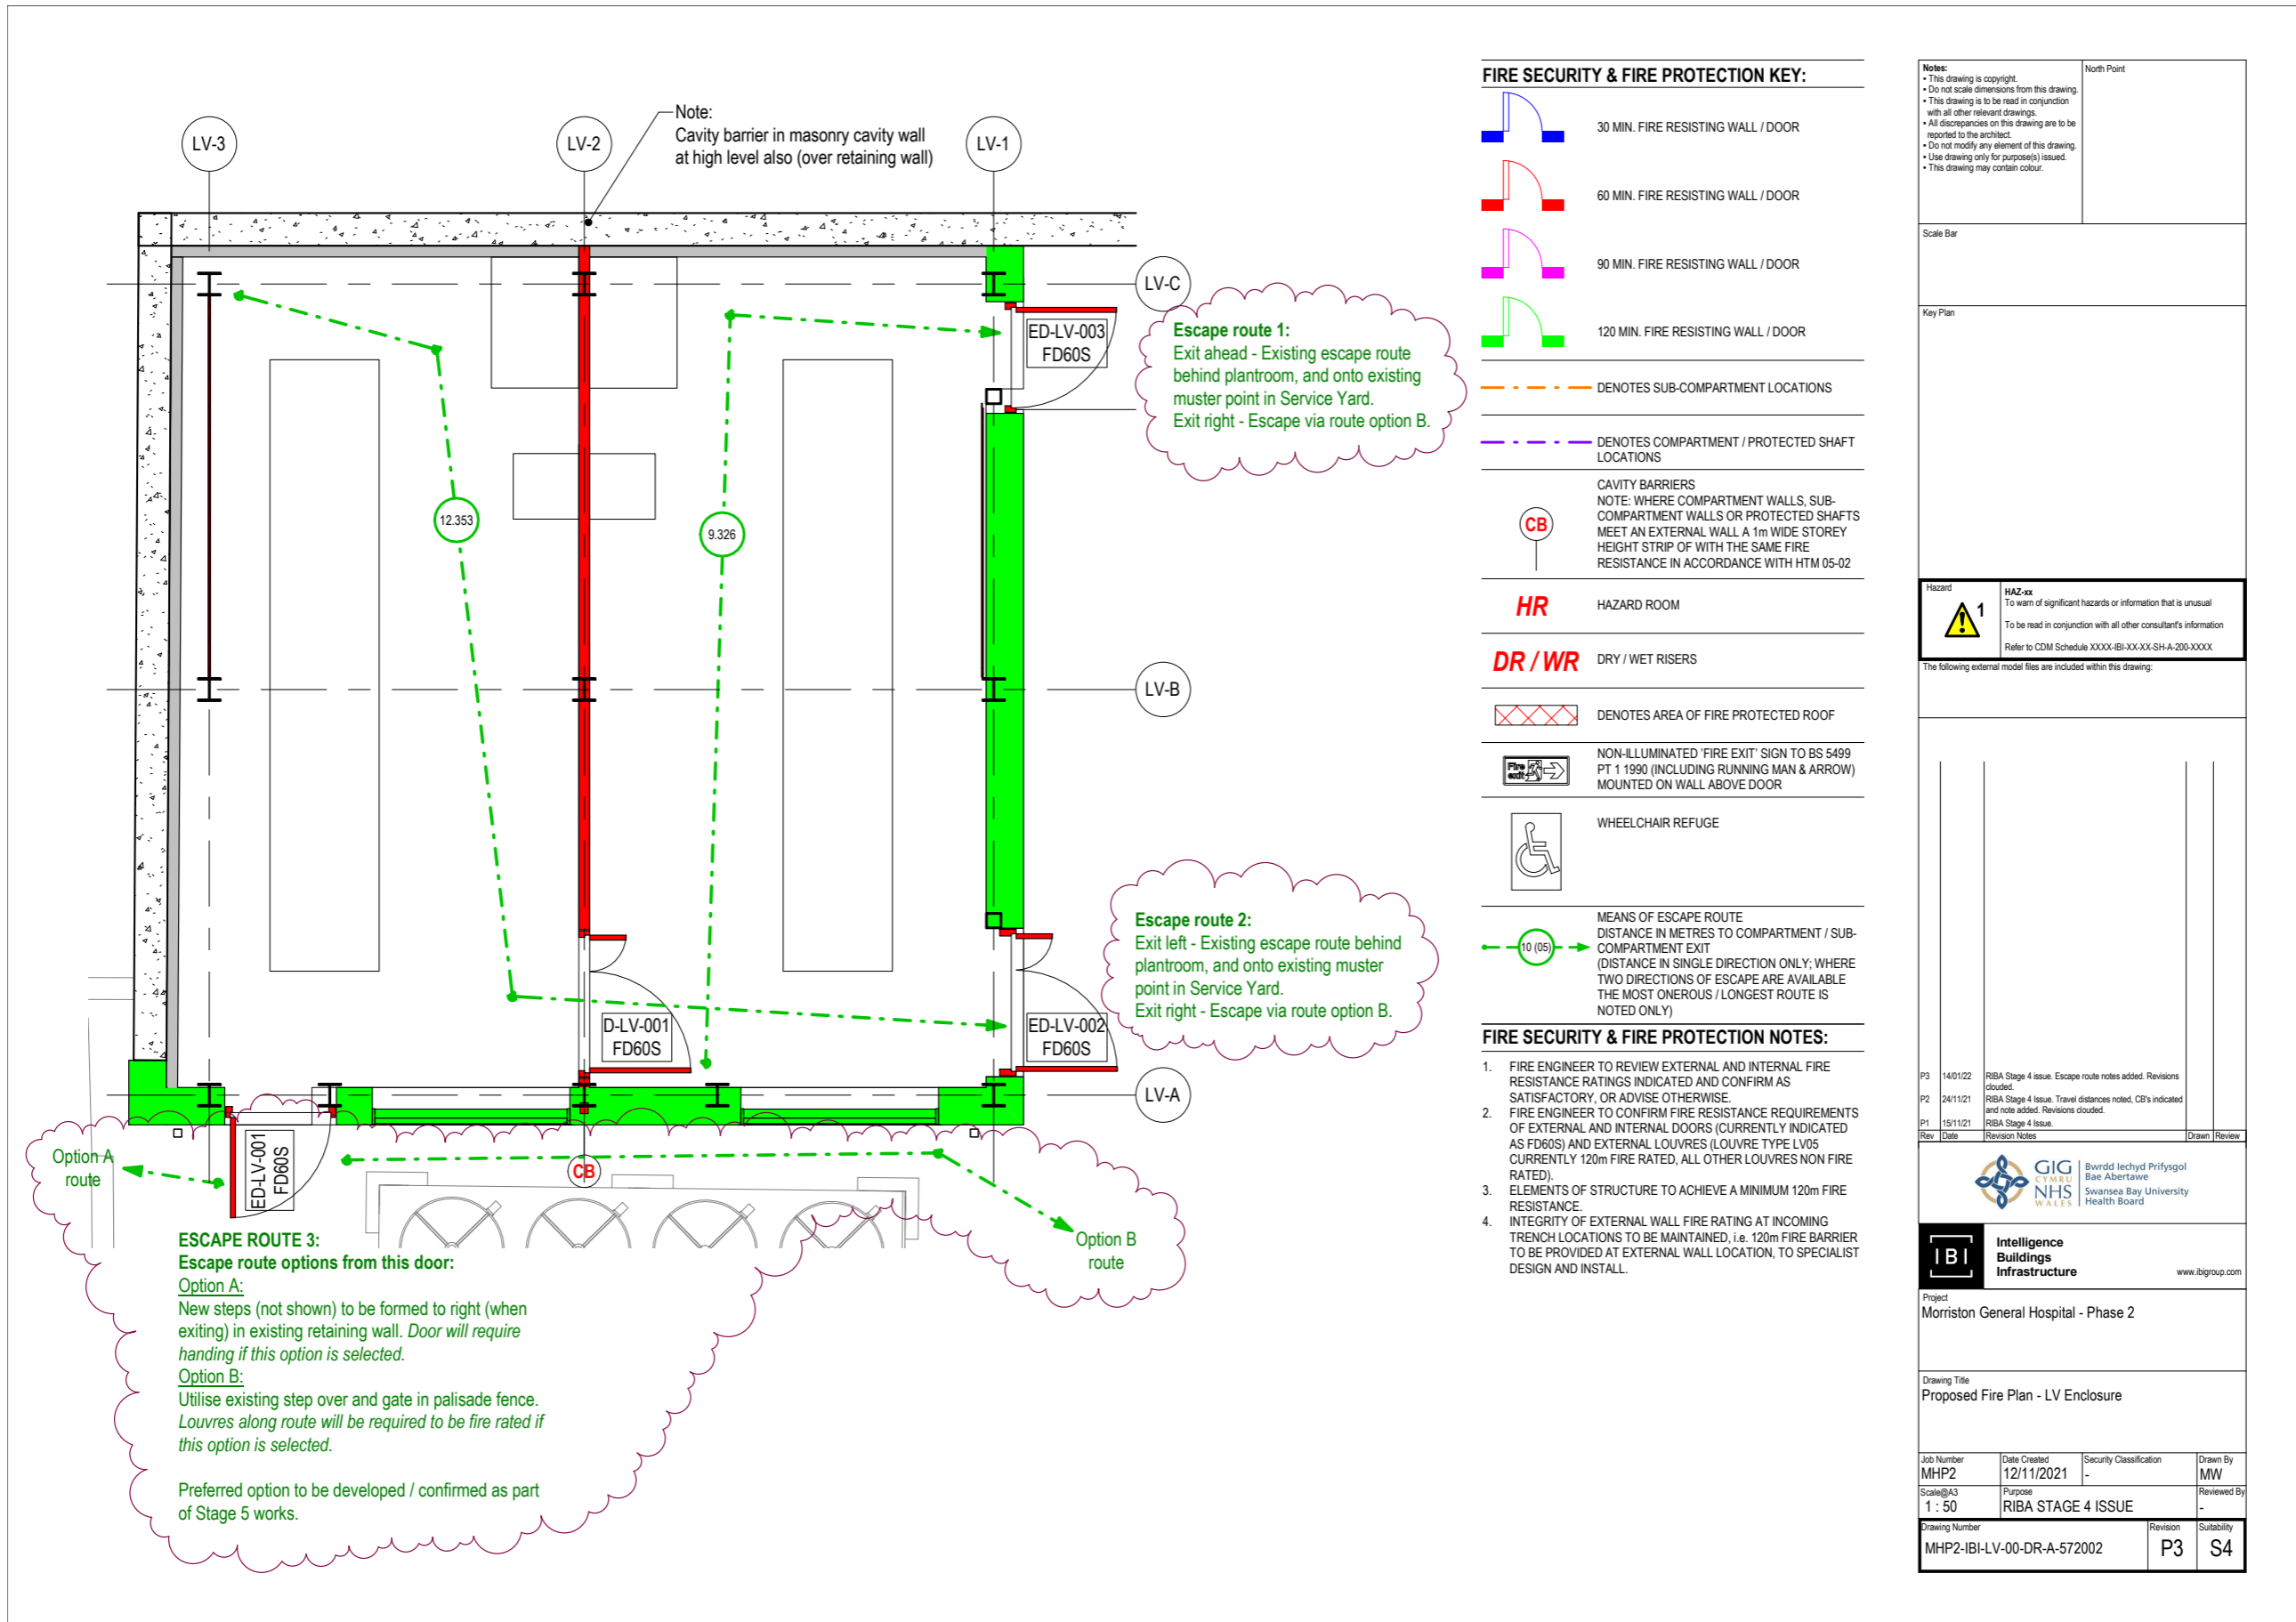 LV-3
LV-2
LV-1
Note:
Cavity barrier in masonry cavity wall
at high level also (over retaining wall)
LV-C
LV-B
LV-A
ED-LV-003
FD60S
Escape route 1:
Exit ahead - Existing escape route
behind plantroom, and onto existing
muster point in Service Yard.
Exit right - Escape via route option B.
12.353
9.326
Escape route 2:
Exit left - Existing escape route behind
plantroom, and onto existing muster
point in Service Yard.
Exit right - Escape via route option B.
D-LV-001
FD60S
ED-LV-002
FD60S
ED-LV-001
FD60S
Option A
route
CB
Option B
route
ESCAPE ROUTE 3:
Escape route options from this door:
Option A:
New steps (not shown) to be formed to right (when
exiting) in existing retaining wall. Door will require
handing if this option is selected.
Option B:
Utilise existing step over and gate in palisade fence.
Louvres along route will be required to be fire rated if
this option is selected.
Preferred option to be developed / confirmed as part
of Stage 5 works.
FIRE SECURITY & FIRE PROTECTION KEY:
30 MIN. FIRE RESISTING WALL / DOOR
60 MIN. FIRE RESISTING WALL / DOOR
90 MIN. FIRE RESISTING WALL / DOOR
120 MIN. FIRE RESISTING WALL / DOOR
DENOTES SUB-COMPARTMENT LOCATIONS
DENOTES COMPARTMENT / PROTECTED SHAFT
LOCATIONS
CB
CAVITY BARRIERS
NOTE: WHERE COMPARTMENT WALLS, SUB-
COMPARTMENT WALLS OR PROTECTED SHAFTS
MEET AN EXTERNAL WALL A 1m WIDE STOREY
HEIGHT STRIP OF WITH THE SAME FIRE
RESISTANCE IN ACCORDANCE WITH HTM 05-02
HR
HAZARD ROOM
DR / WR
DRY / WET RISERS
DENOTES AREA OF FIRE PROTECTED ROOF
Fire
exit
NON-ILLUMINATED 'FIRE EXIT' SIGN TO BS 5499
PT 1 1990 (INCLUDING RUNNING MAN & ARROW)
MOUNTED ON WALL ABOVE DOOR
WHEELCHAIR REFUGE
10 (05)
MEANS OF ESCAPE ROUTE
DISTANCE IN METRES TO COMPARTMENT / SUB-
COMPARTMENT EXIT
(DISTANCE IN SINGLE DIRECTION ONLY; WHERE
TWO DIRECTIONS OF ESCAPE ARE AVAILABLE
THE MOST ONEROUS / LONGEST ROUTE IS
NOTED ONLY)
FIRE SECURITY & FIRE PROTECTION NOTES:
1. FIRE ENGINEER TO REVIEW EXTERNAL AND INTERNAL FIRE
RESISTANCE RATINGS INDICATED AND CONFIRM AS
SATISFACTORY, OR ADVISE OTHERWISE.
2. FIRE ENGINEER TO CONFIRM FIRE RESISTANCE REQUIREMENTS
OF EXTERNAL AND INTERNAL DOORS (CURRENTLY INDICATED
AS FD60S) AND EXTERNAL LOUVRES (LOUVRE TYPE LV05
CURRENTLY 120m FIRE RATED, ALL OTHER LOUVRES NON FIRE
RATED).
3. ELEMENTS OF STRUCTURE TO ACHIEVE A MINIMUM 120m FIRE
RESISTANCE.
4. INTEGRITY OF EXTERNAL WALL FIRE RATING AT INCOMING
TRENCH LOCATIONS TO BE MAINTAINED, i.e. 120m FIRE BARRIER
TO BE PROVIDED AT EXTERNAL WALL LOCATION, TO SPECIALIST
DESIGN AND INSTALL.
Notes:
• This drawing is copyright.
• Do not scale dimensions from this drawing.
• This drawing is to be read in conjunction
with all other relevant drawings.
• All discrepancies on this drawing are to be
reported to the architect.
• Do not modify any element of this drawing.
• Use drawing only for purpose(s) issued.
• This drawing may contain colour.
North Point
Scale Bar
Key Plan
Hazard
1
HAZ-xx
To warn of significant hazards or information that is unusual
To be read in conjunction with all other consultant's information
Refer to CDM Schedule XXXX-IBI-XX-XX-SH-A-200-XXXX
The following external model files are included within this drawing:
P3 14/01/22 RIBA Stage 4 issue. Escape route notes added. Revisions
clouded.
P2 24/11/21 RIBA Stage 4 Issue. Travel distances noted, CB's indicated
and note added. Revisions clouded.
P1 15/11/21 RIBA Stage 4 Issue.
Rev Date Revision Notes Drawn Review
GIG
CYMRU
NHS
WALES
Bwrdd Iechyd Prifysgol
Bae Abertawe
Swansea Bay University
Health Board
IBI
Intelligence
Buildings
Infrastructure
www.ibigroup.com
Project
Morriston General Hospital - Phase 2
Drawing Title
Proposed Fire Plan - LV Enclosure
Job Number Date Created Security Classification Drawn By
MHP2 12/11/2021 - MW
Scale@A3 Purpose Reviewed By
1 : 50 RIBA STAGE 4 ISSUE -
Drawing Number Revision Suitability
MHP2-IBI-LV-00-DR-A-572002 P3 S4